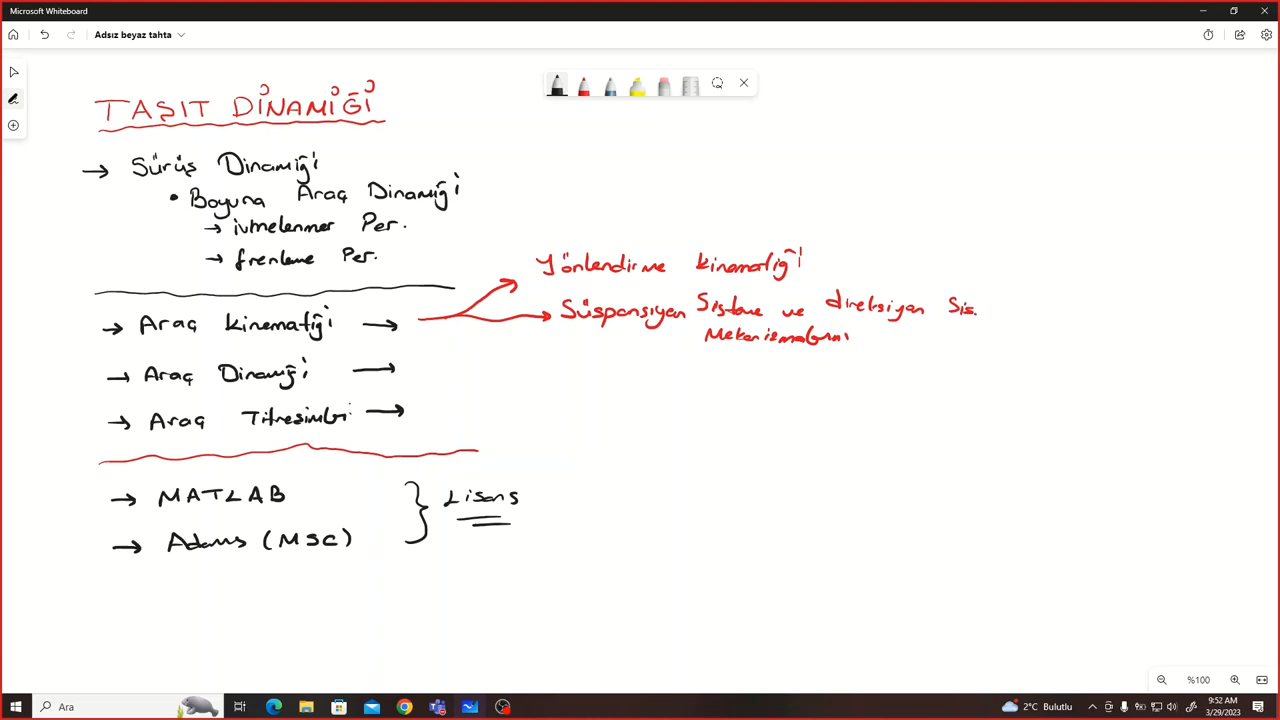 Microsoft Whiteboard
Adsız beyaz tahta
TAŞIT DİNAMİĞİ
→ Sürüş Dinamiği
• Boyuna Araç Dinamiği
→ ivmelenmer Per.
→ frenleme Per.
→ Araç Kinematiği →
Yönlendirme Kinematiği
Süspansiyon Sistemi ve direksiyon Sis.
Mekanizmaların
→ Araç Dinamiği →
→ Araç Titreşimleri →
→ MATLAB
→ Adams (MSC)
} Lisans
%100
Ara
2°C Bulutlu
9:52 AM
3/29/2023